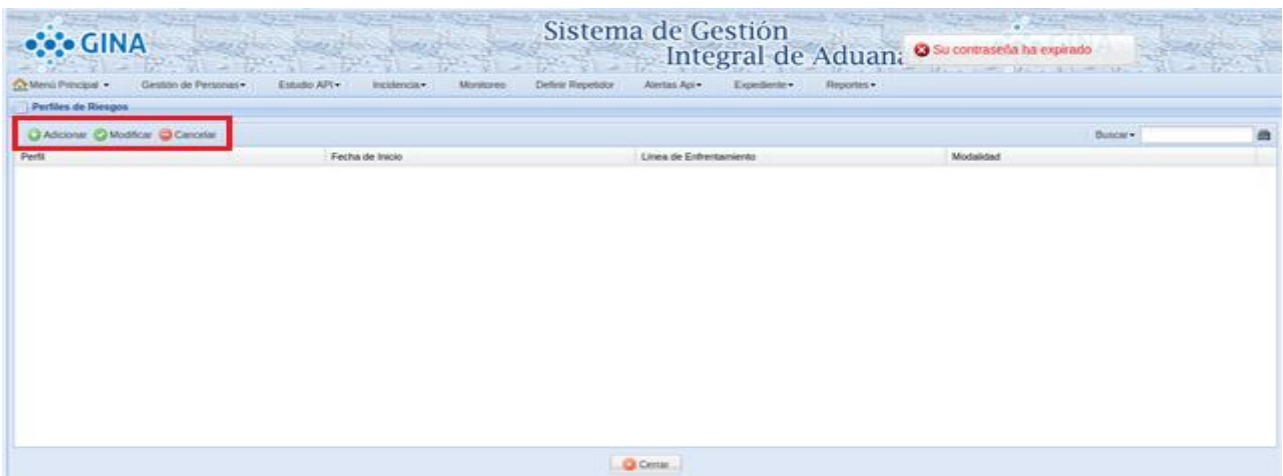 GINA
Sistema de Gestión
Integral de Aduana
Su contraseña ha expirado
Menú Principal Gestión de Personas Estudio API Incidencia Monitoreo Definir Repetidor Alertas Api Expediente Reportes
Perfiles de Riesgos
Adicionar Modificar Cancelar Buscar
Perfil Fecha de Inicio Línea de Enfrentamiento Modalidad
Cerrar